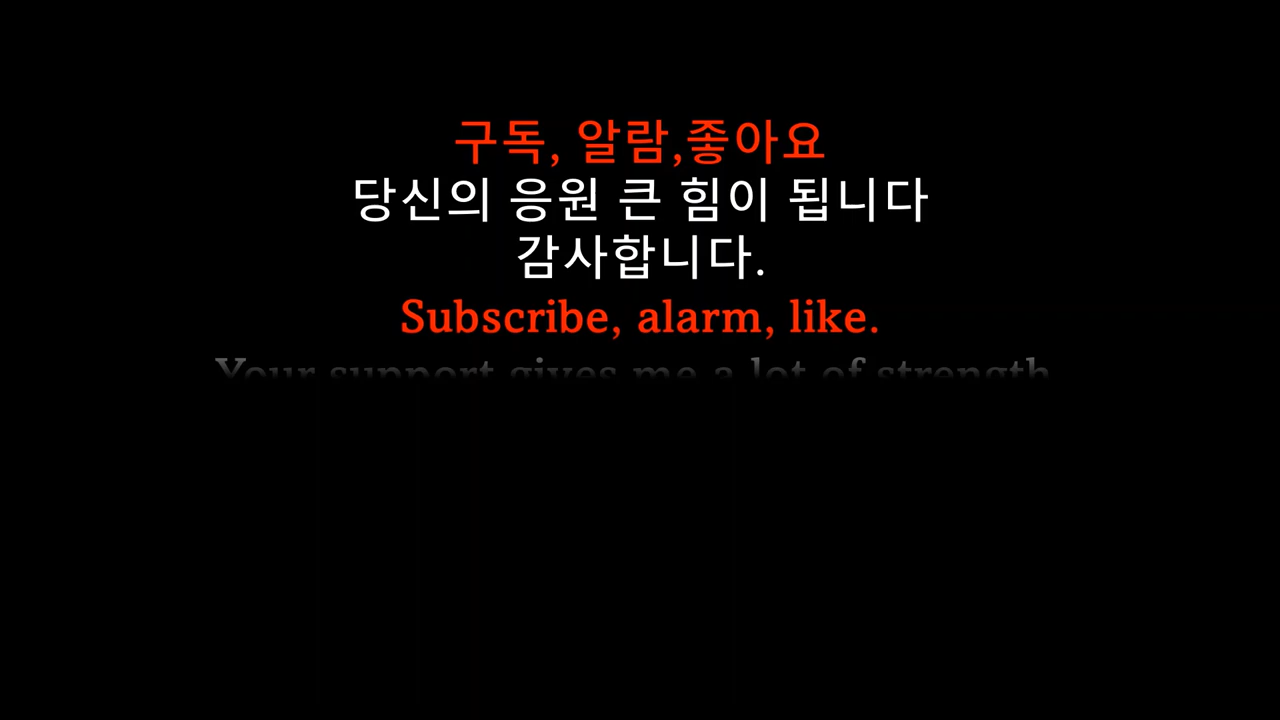 구독, 알람,좋아요
당신의 응원 큰 힘이 됩니다
감사합니다.
Subscribe, alarm, like.
Your support gives me a lot of strength